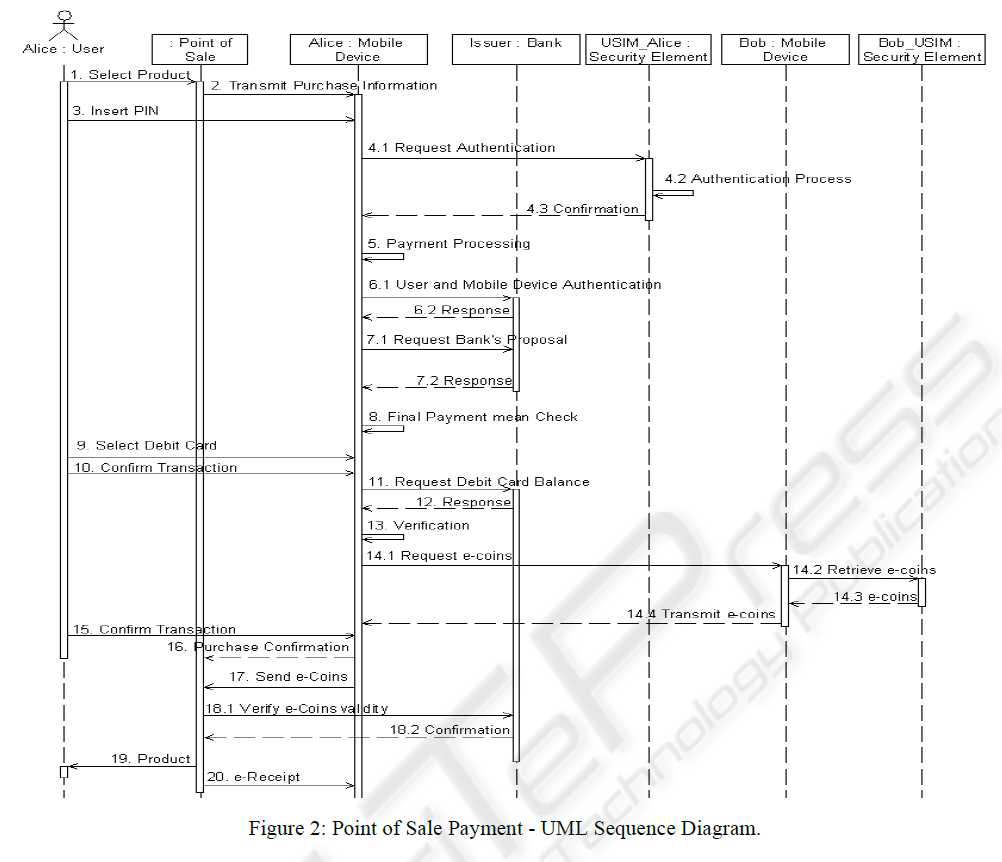 Alice : User
: Point of
Sale
Alice : Mobile
Device
Issuer : Bank
USIM_Alice :
Security Element
Bob : Mobile
Device
Bob_USIM :
Security Element
1. Select Product
2. Transmit Purchase Information
3. Insert PIN
4.1 Request Authentication
4.2 Authentication Process
4.3 Confirmation
5. Payment Processing
6.1 User and Mobile Device Authentication
6.2 Response
7.1 Request Bank's Proposal
7.2 Response
8. Final Payment mean Check
9. Select Debit Card
10. Confirm Transaction
11. Request Debit Card Balance
12. Response
13. Verification
14.1 Request e-coins
14.2 Retrieve e-coins
14.3 e-coins
14.4 Transmit e-coins
15. Confirm Transaction
16. Purchase Confirmation
17. Send e-Coins
18.1 Verify e-Coins validity
18.2 Confirmation
19. Product
20. e-Receipt
Figure 2: Point of Sale Payment - UML Sequence Diagram.
Technology Publication